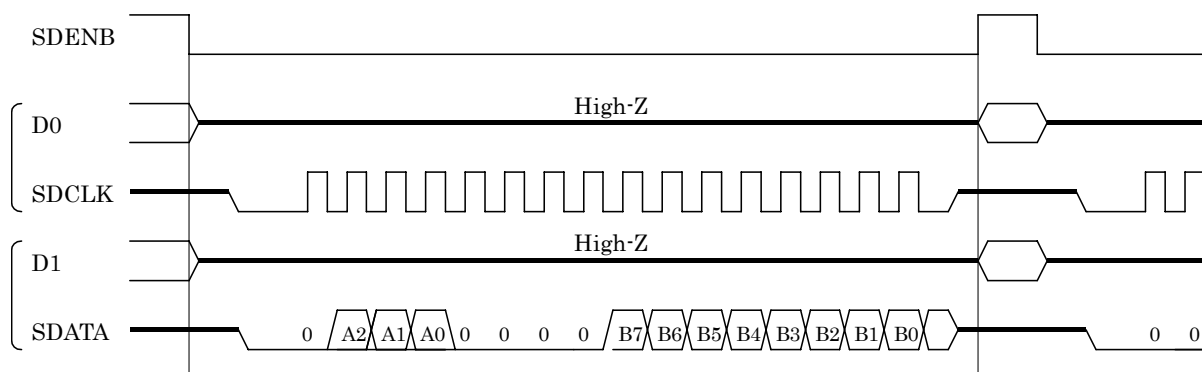 SDENB
High-Z
D0
SDCLK
High-Z
D1
SDATA 0 A2 A1 A0 0 0 0 0 B7 B6 B5 B4 B3 B2 B1 B0 0 0